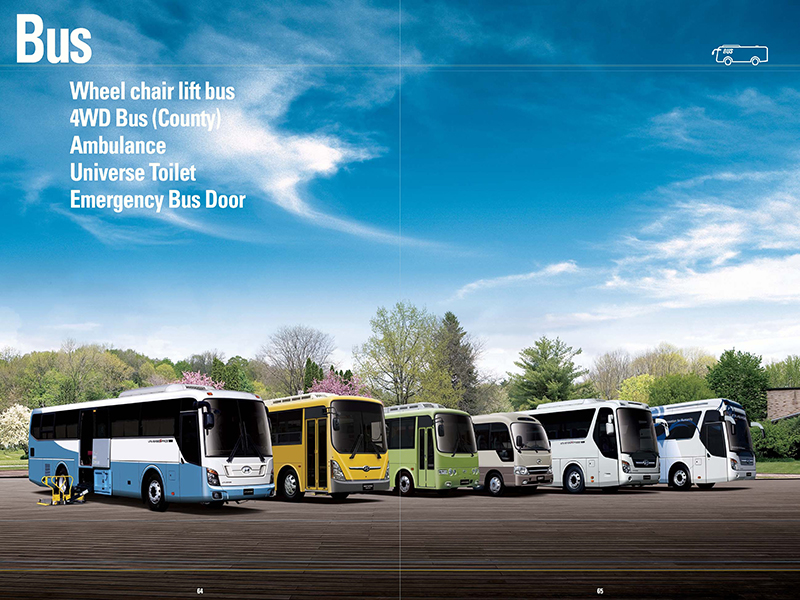 Bus
BUS
Wheel chair lift bus
4WD Bus (County)
Ambulance
Universe Toilet
Emergency Bus Door
64
65